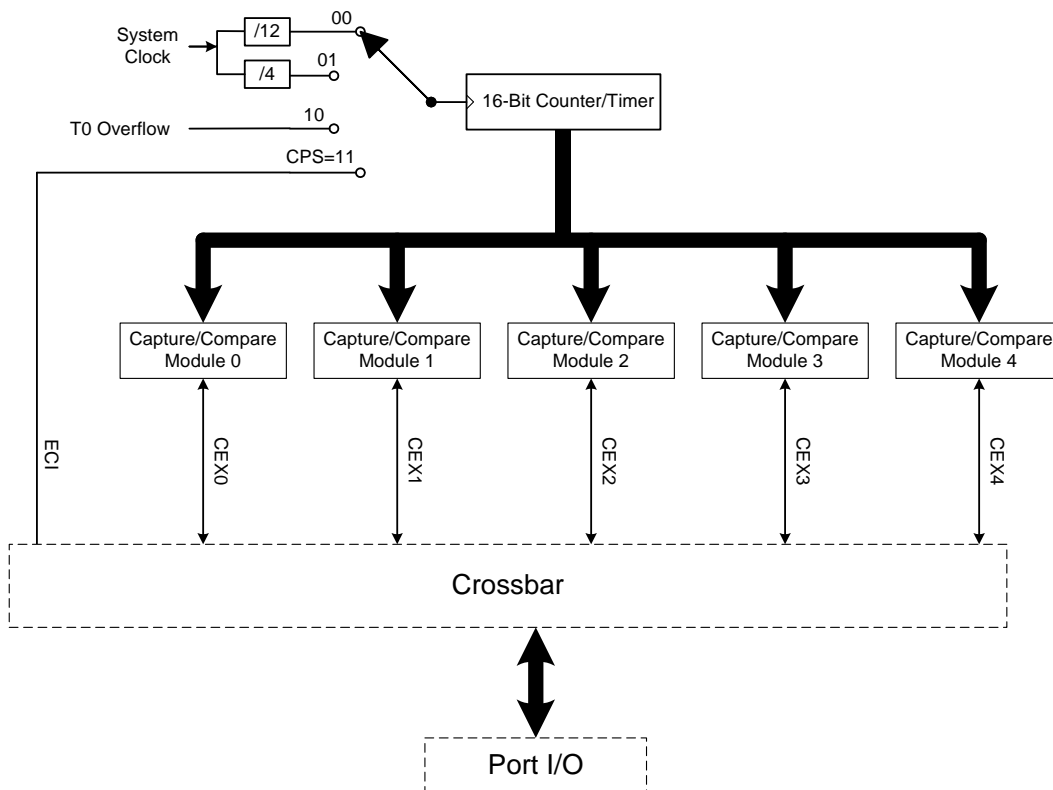 System
Clock
/12
00
/4
01
T0 Overflow
10
CPS=11
16-Bit Counter/Timer
Capture/Compare
Module 0
Capture/Compare
Module 1
Capture/Compare
Module 2
Capture/Compare
Module 3
Capture/Compare
Module 4
ECI
CEX0
CEX1
CEX2
CEX3
CEX4
Crossbar
Port I/O